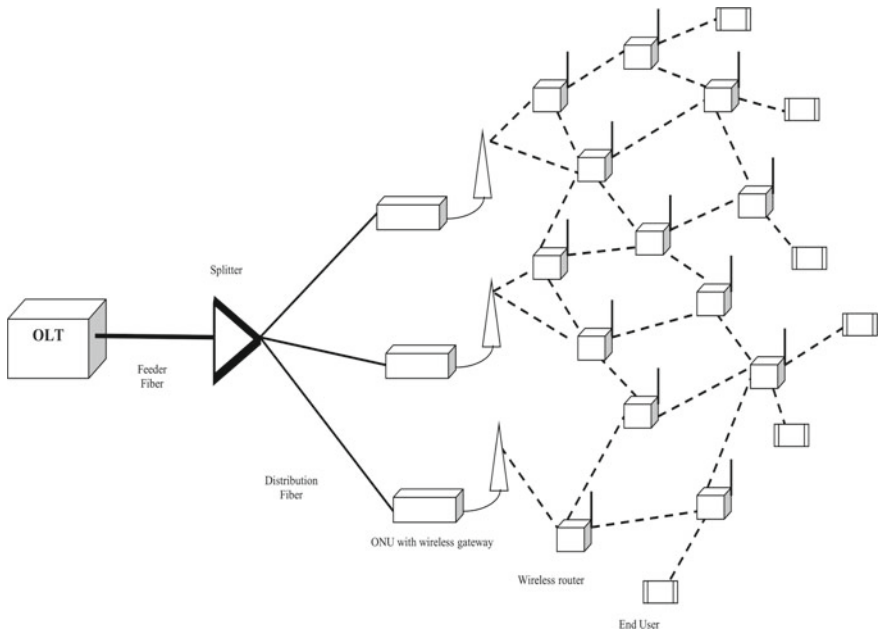 Splitter
OLT
Feeder
Fiber
Distribution
Fiber
ONU with wireless gateway
Wireless router
End User